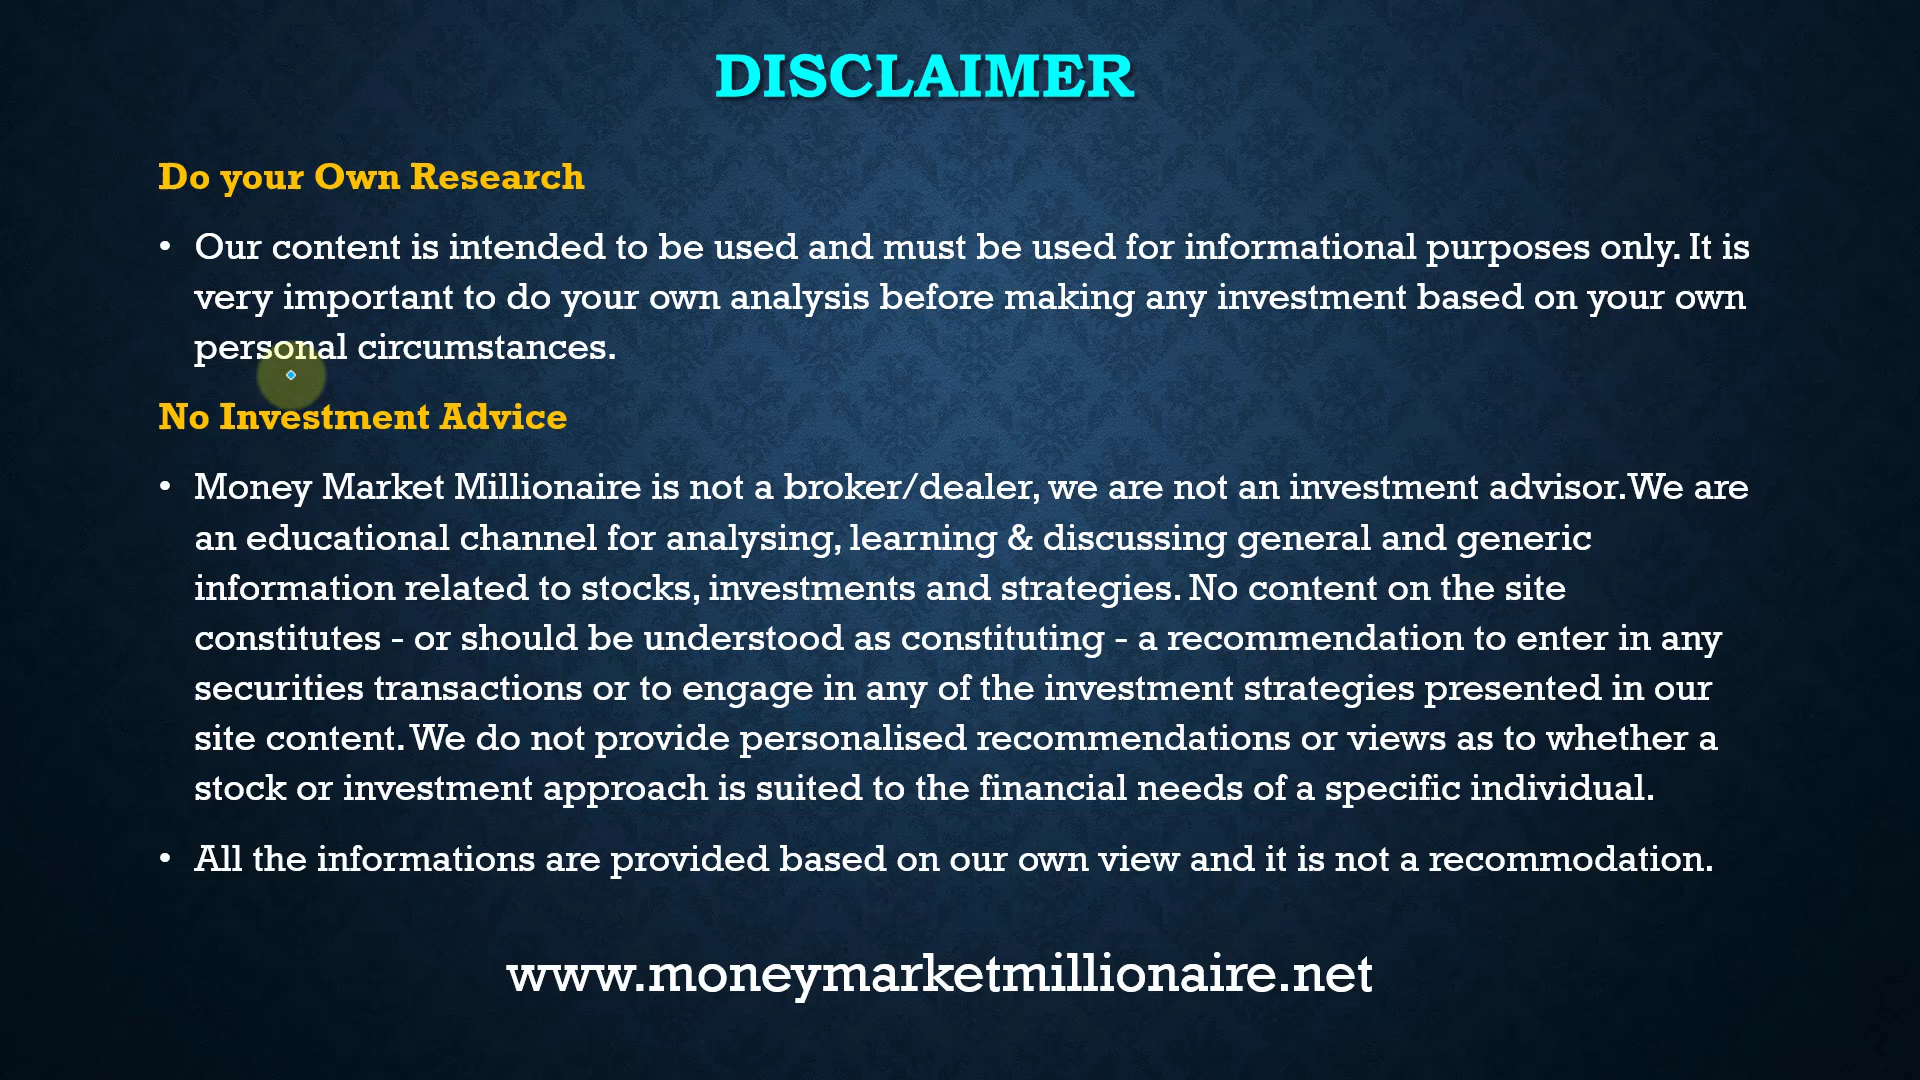 DISCLAIMER
Do your Own Research
• Our content is intended to be used and must be used for informational purposes only. It is
very important to do your own analysis before making any investment based on your own
personal circumstances.
No Investment Advice
• Money Market Millionaire is not a broker/dealer, we are not an investment advisor. We are
an educational channel for analysing, learning & discussing general and generic
information related to stocks, investments and strategies. No content on the site
constitutes - or should be understood as constituting - a recommendation to enter in any
securities transactions or to engage in any of the investment strategies presented in our
site content. We do not provide personalised recommendations or views as to whether a
stock or investment approach is suited to the financial needs of a specific individual.
• All the informations are provided based on our own view and it is not a recommodation.
www.moneymarketmillionaire.net